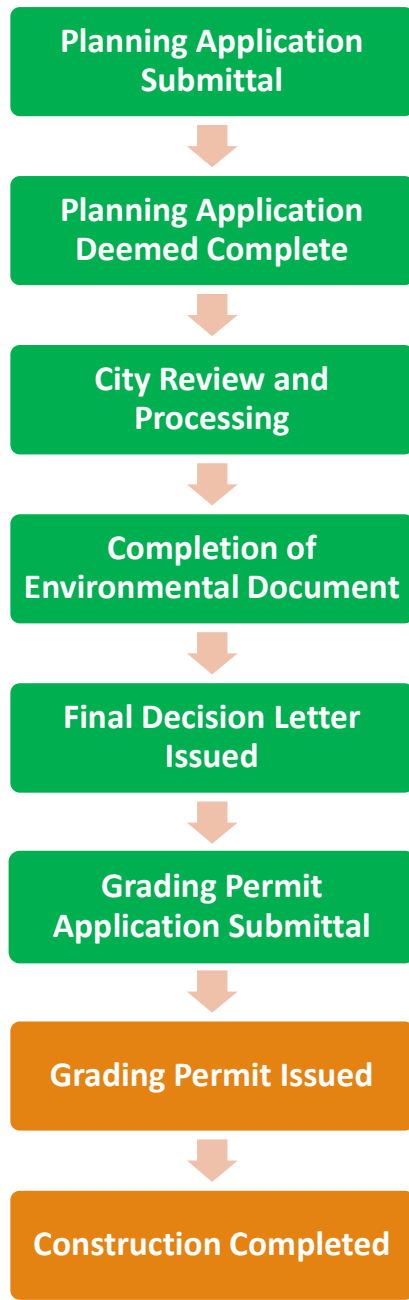 Planning Application
Submittal
Planning Application
Deemed Complete
City Review and
Processing
Completion of
Environmental Document
Final Decision Letter
Issued
Grading Permit
Application Submittal
Grading Permit Issued
Construction Completed